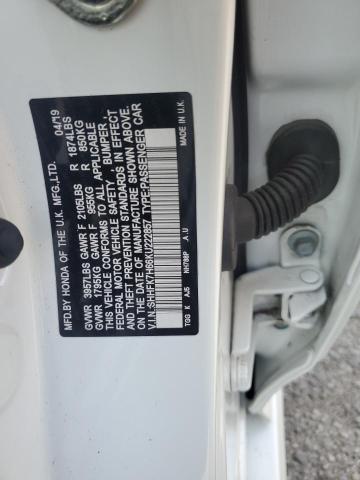 MFD.BY HONDA OF THE U.K. MFG.,LTD. 04/19
GVWR 3957LBS GAWR F 2105LBS R 1874LBS
GVWR 1795KG GAWR F 955KG R 850KG
THIS VEHICLE CONFORMS TO ALL APPLICABLE
FEDERAL MOTOR VEHICLE SAFETY, BUMPER,
AND THEFT PREVENTION STANDARDS IN EFFECT
ON THE DATE OF MANUFACTURE SHOWN ABOVE.
V.I.N.:SHHFK7H68KU222857 TYPE:PASSENGER CAR
MADE IN U.K.
TGG K AJ5 NH788P A U